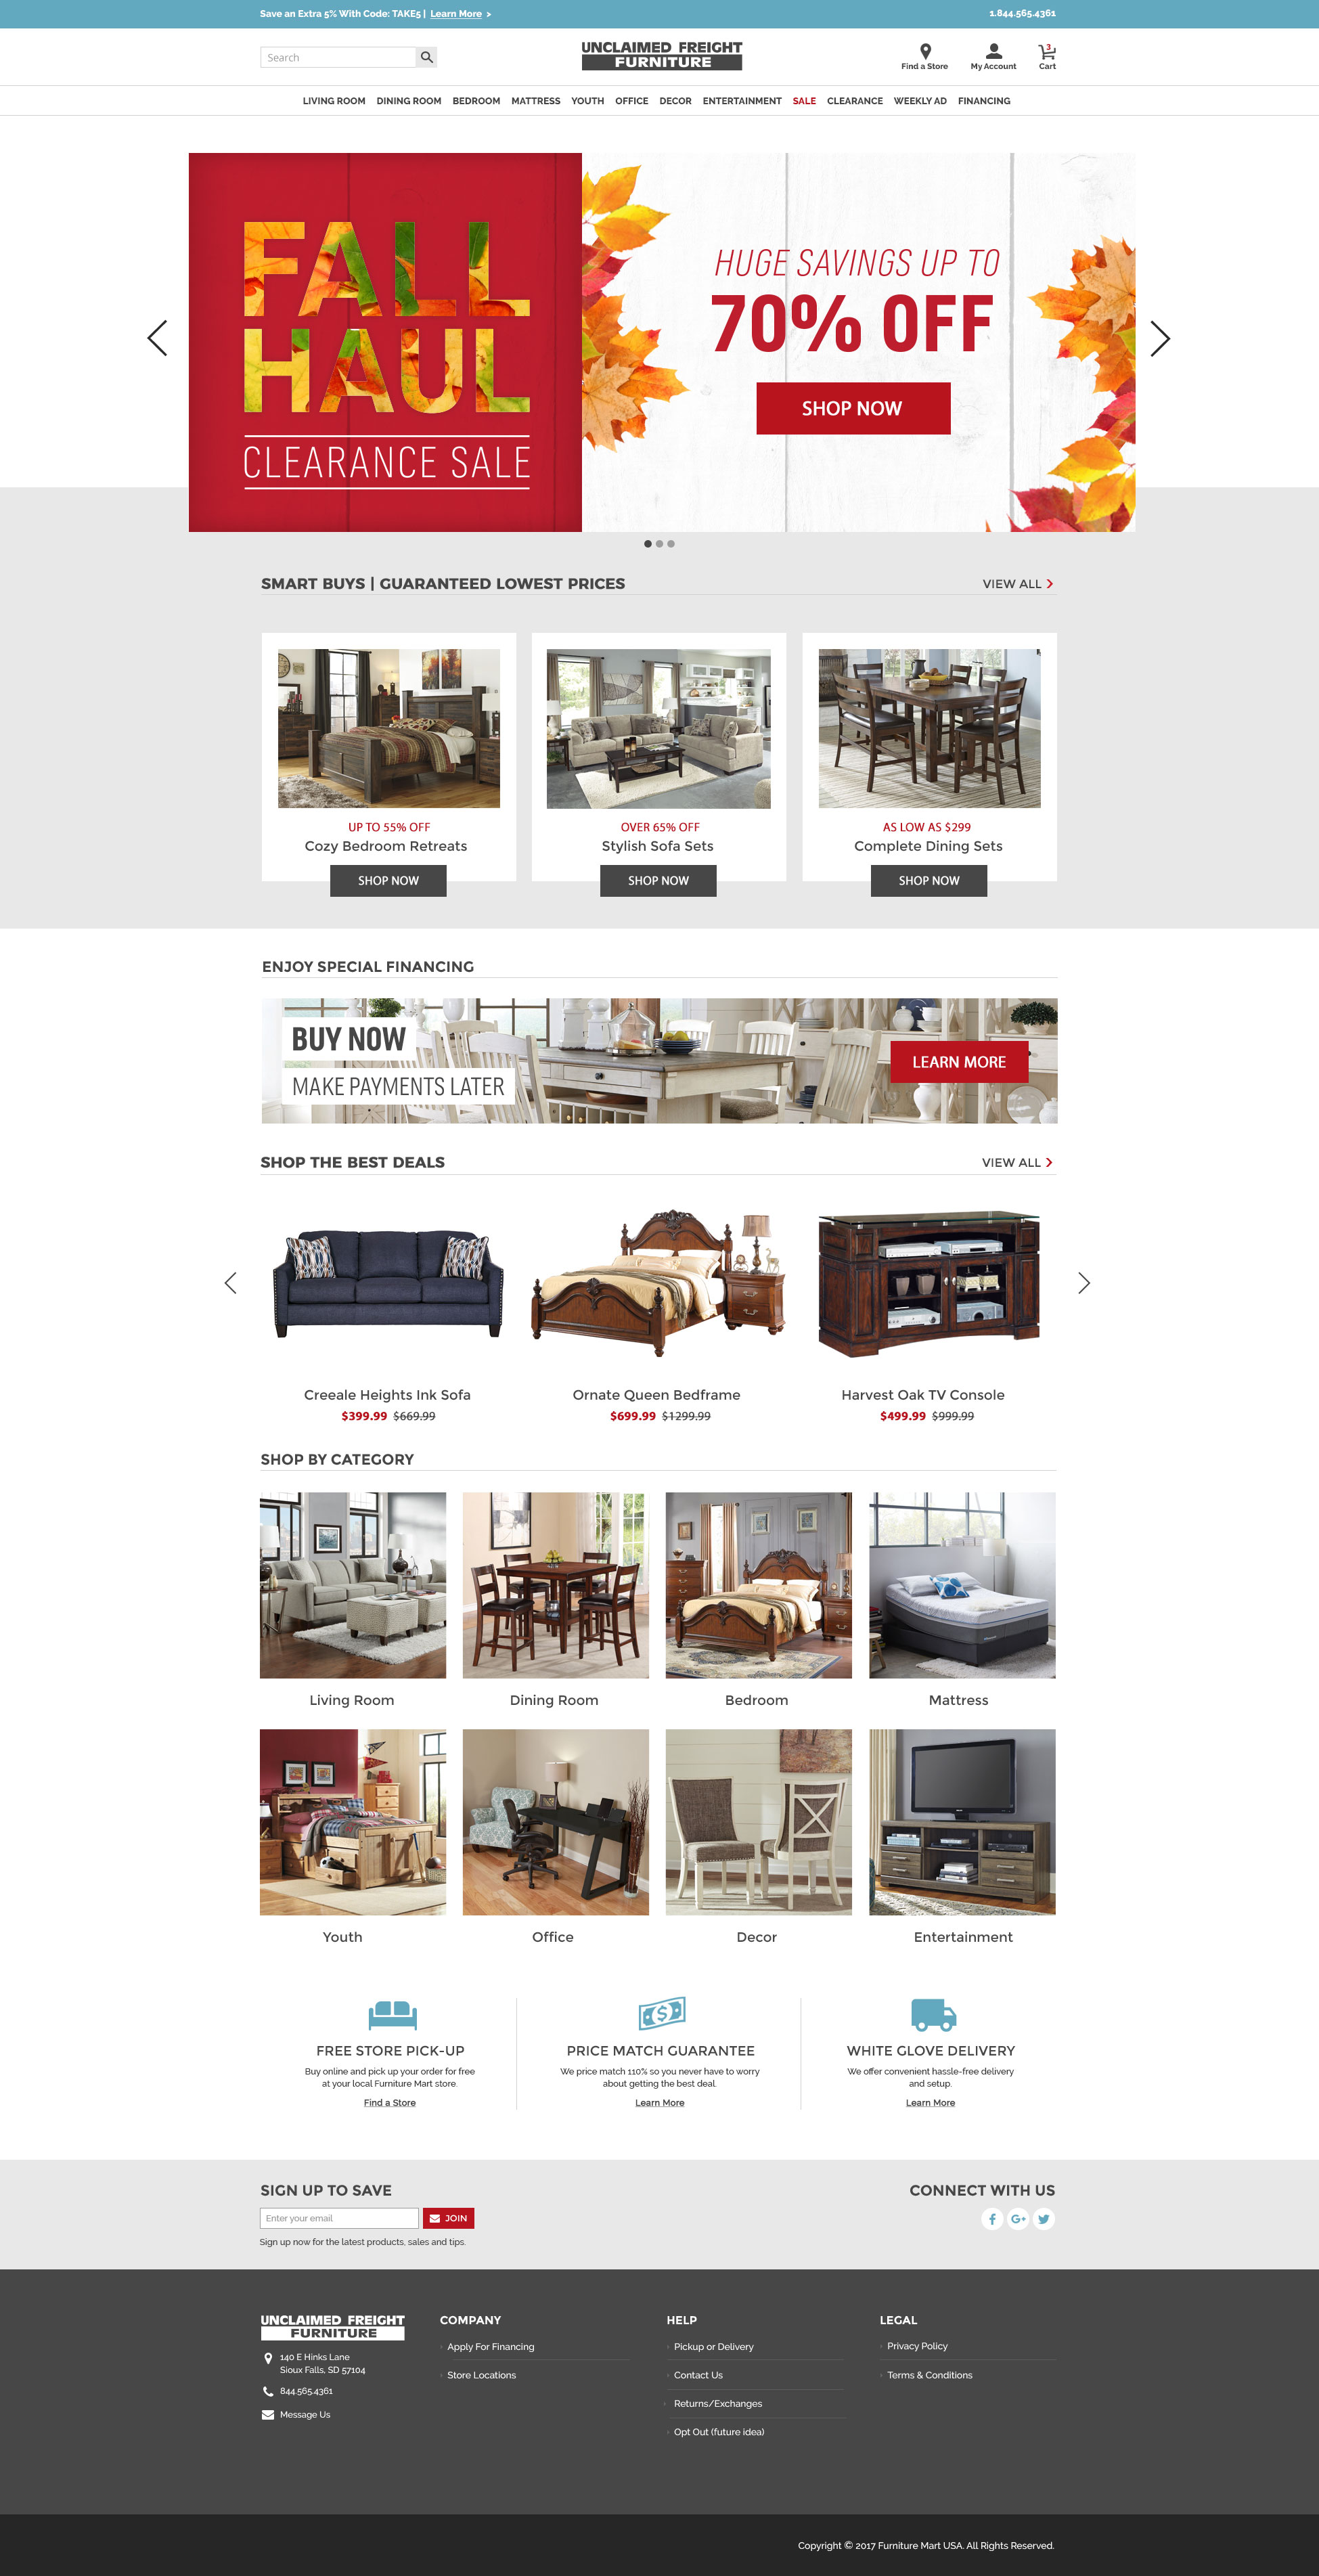 Save an Extra 5% With Code: TAKE5 | Learn More >
1.844.565.4361
Search
UNCLAIMED FREIGHT
FURNITURE
Find a Store
My Account
3
Cart
LIVING ROOM DINING ROOM BEDROOM MATTRESS YOUTH OFFICE DECOR ENTERTAINMENT SALE CLEARANCE WEEKLY AD FINANCING
FALL
HAUL
CLEARANCE SALE
HUGE SAVINGS UP TO
70% OFF
SHOP NOW
SMART BUYS | GUARANTEED LOWEST PRICES
VIEW ALL
UP TO 55% OFF
Cozy Bedroom Retreats
SHOP NOW
OVER 65% OFF
Stylish Sofa Sets
SHOP NOW
AS LOW AS $299
Complete Dining Sets
SHOP NOW
ENJOY SPECIAL FINANCING
BUY NOW
MAKE PAYMENTS LATER
LEARN MORE
SHOP THE BEST DEALS
VIEW ALL
Creeale Heights Ink Sofa
$399.99 $669.99
Ornate Queen Bedframe
$699.99 $1299.99
Harvest Oak TV Console
$499.99 $999.99
SHOP BY CATEGORY
Living Room
Dining Room
Bedroom
Mattress
Youth
Office
Decor
Entertainment
FREE STORE PICK-UP
Buy online and pick up your order for free
at your local Furniture Mart store.
Find a Store
PRICE MATCH GUARANTEE
We price match 110% so you never have to worry
about getting the best deal.
Learn More
WHITE GLOVE DELIVERY
We offer convenient hassle-free delivery
and setup.
Learn More
SIGN UP TO SAVE
Enter your email
JOIN
Sign up now for the latest products, sales and tips.
CONNECT WITH US
UNCLAIMED FREIGHT
FURNITURE
140 E Hinks Lane
Sioux Falls, SD 57104
844.565.4361
Message Us
COMPANY
Apply For Financing
Store Locations
HELP
Pickup or Delivery
Contact Us
Returns/Exchanges
Opt Out (future idea)
LEGAL
Privacy Policy
Terms & Conditions
Copyright © 2017 Furniture Mart USA. All Rights Reserved.